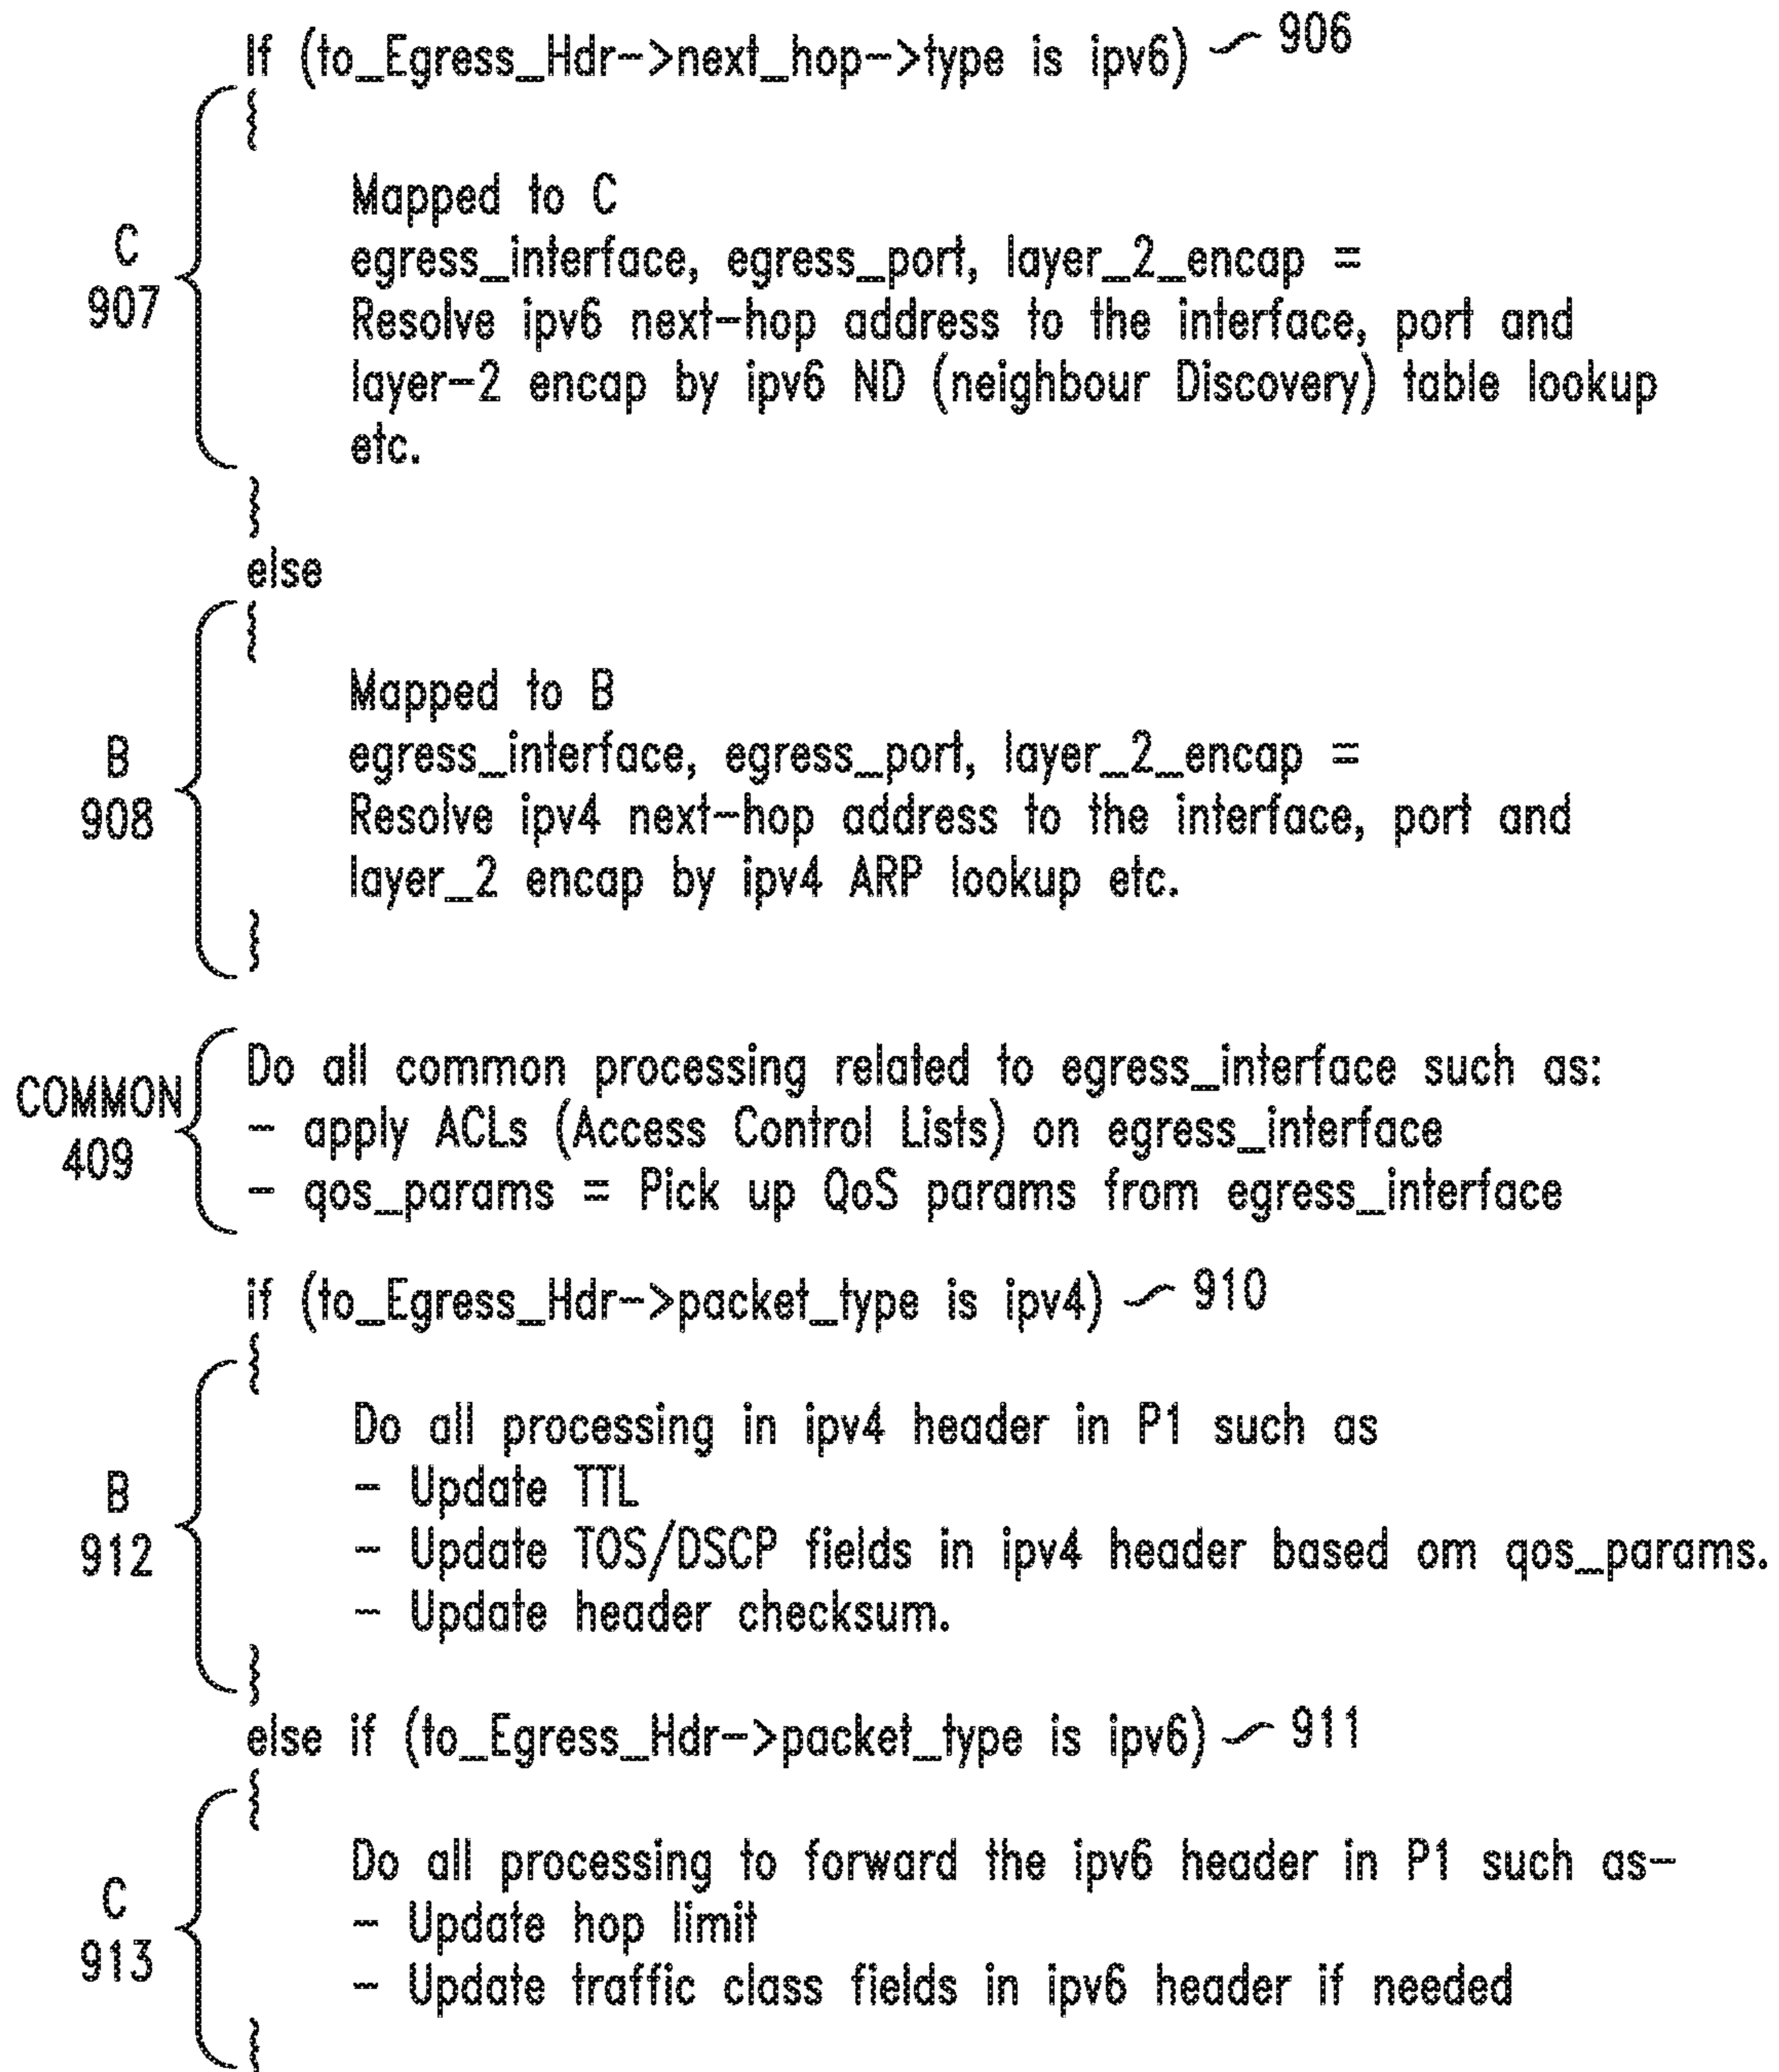 If (to_Egress_Hdr->next_hop->type is ipv6) 906
{
Mapped to C
C
egress_interface, egress_port, layer_2_encap =
907
Resolve ipv6 next-hop address to the interface, port and
layer-2 encap by ipv6 ND (neighbour Discovery) table lookup
etc.
}
else
{
Mapped to B
B
egress_interface, egress_port, layer_2_encap =
908
Resolve ipv4 next-hop address to the interface, port and
layer_2 encap by ipv4 ARP lookup etc.
}
Do all common processing related to egress_interface such as:
COMMON
- apply ACLs (Access Control Lists) on egress_interface
409
- qos_params = Pick up QoS params from egress_interface
if (to_Egress_Hdr->packet_type is ipv4) 910
{
Do all processing in ipv4 header in P1 such as
- Update TTL
B
912
- Update TOS/DSCP fields in ipv4 header based om qos_params.
- Update header checksum.
}
else if (to_Egress_Hdr->packet_type is ipv6) 911
{
Do all processing to forward the ipv6 header in P1 such as-
C
- Update hop limit
913
- Update traffic class fields in ipv6 header if needed
}